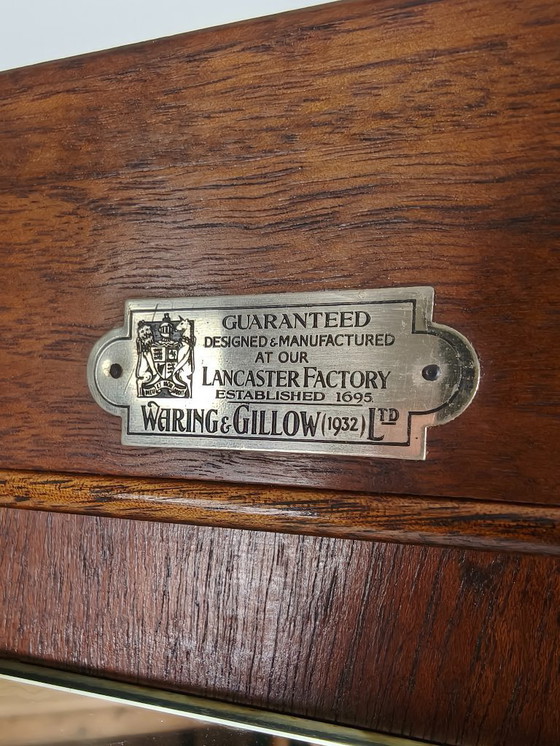 GUARANTEED
DESIGNED & MANUFACTURED
AT OUR
LANCASTER FACTORY
ESTABLISHED 1695
WARING & GILLOW (1932) LTD